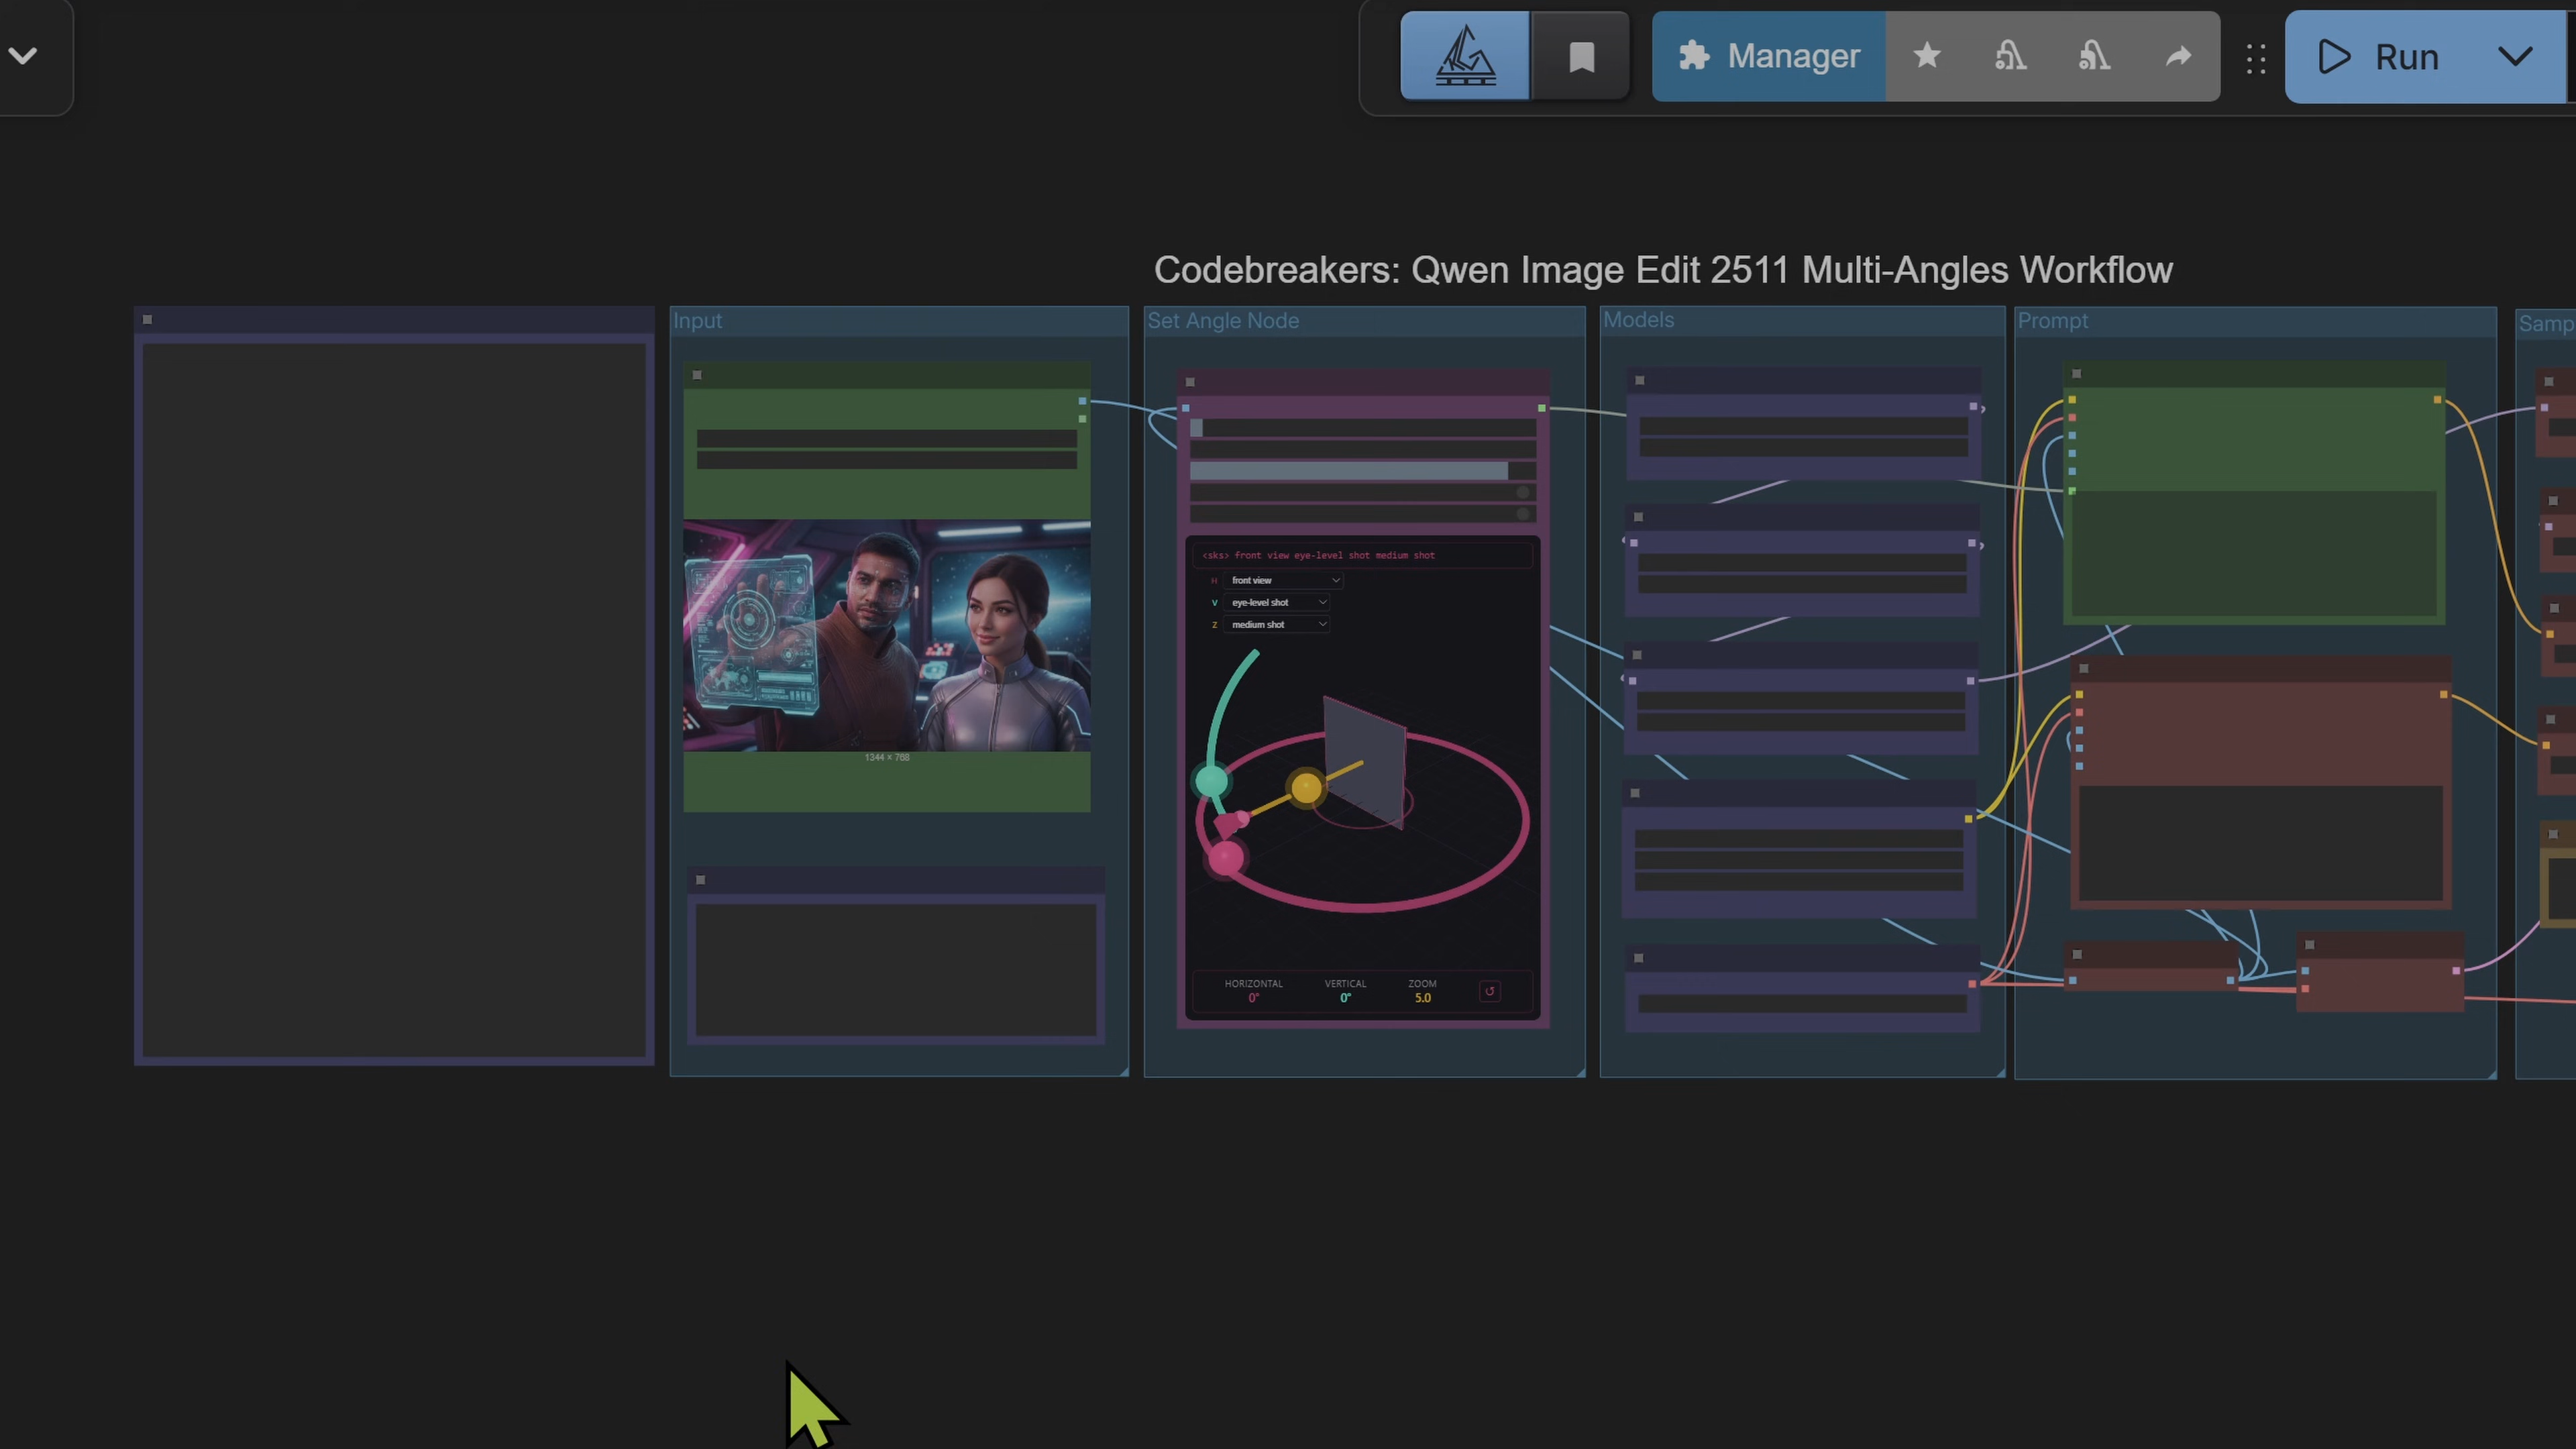 Manager
Run
Codebreakers: Qwen Image Edit 2511 Multi-Angles Workflow
Input
Set Angle Node
Models
Prompt
Samp
<sks> front view eye-level shot medium shot
H front view
V eye-level shot
Z medium shot
1344 × 768
HORIZONTAL VERTICAL ZOOM
0° 0° 5.0